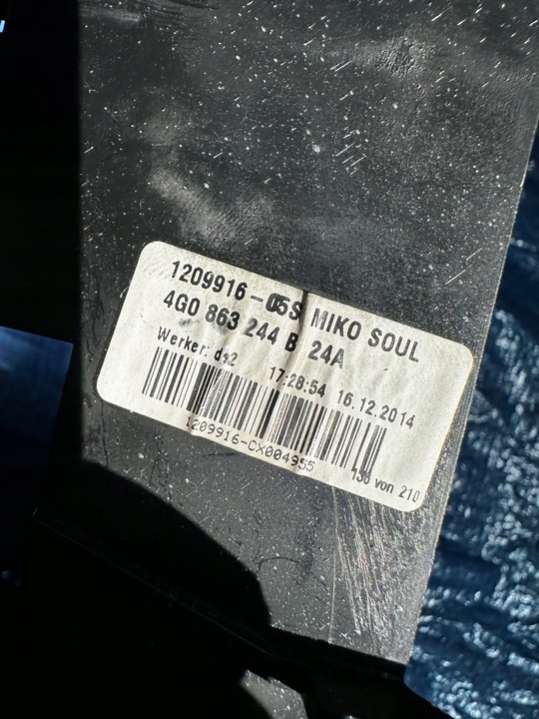 1209916-05S MIKO SOUL
4G0 863 244 B 24A
Werker: ds2 17:28:54 16.12.2014
1209916-CX004955
von 210